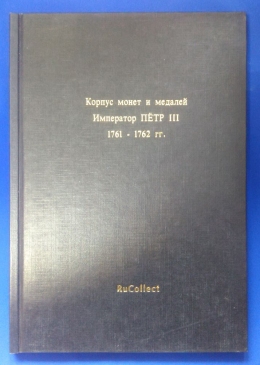 Корпус монет и медалей
Император ПЁТР III
1761 - 1762 гг.
RuCollect